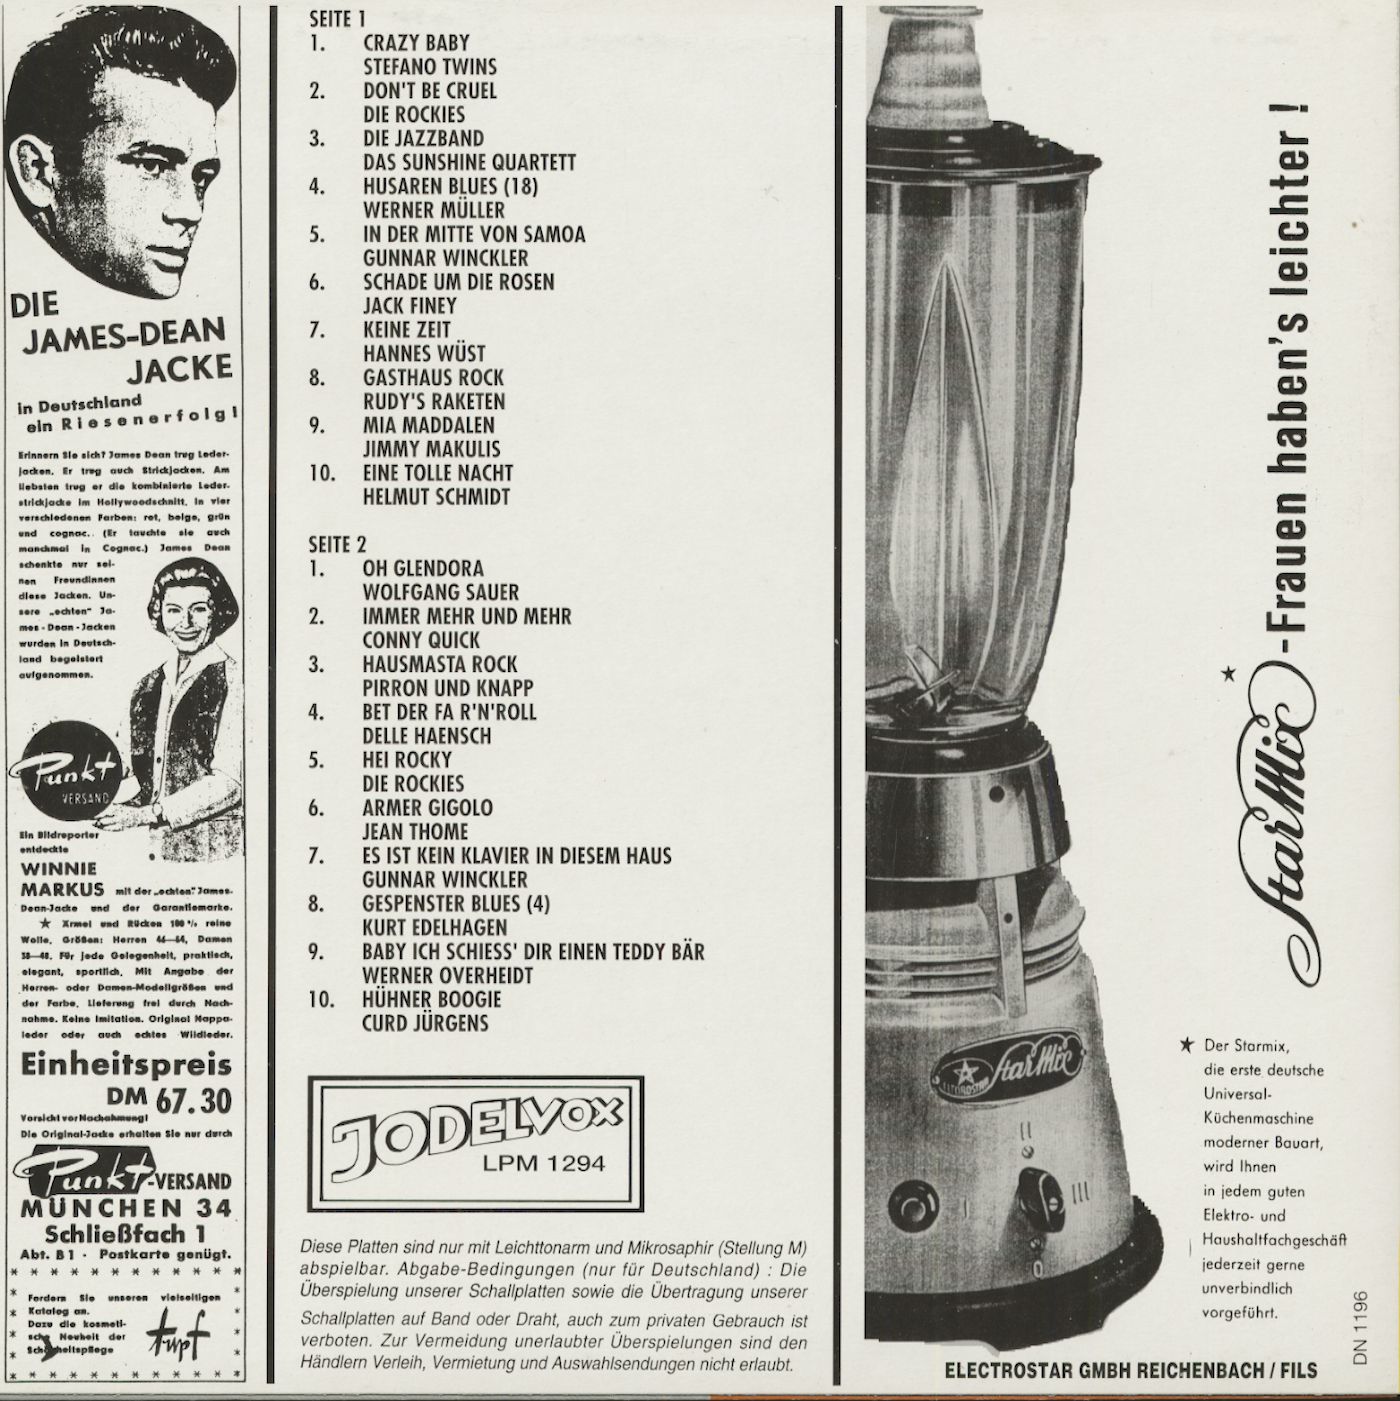 DIE
JAMES-DEAN
JACKE
in Deutschland
ein Riesenerfolg!
Erinnern Sie sich? James Dean trug Leder-
jacken. Er trug auch Strickjacken. Am
liebsten trug er die kombinierte Leder-
strickjacke im Hollywoodschnitt. In vier
verschiedenen Farben: rot, beige, grün
und cognac. (Er tauchte sie auch
manchmal in Cognac.) James Dean
schenkte nur sei-
nen Freundinnen
diese Jacken. Un-
sere „echten" Ja-
mes-Dean-Jacken
wurden in Deutsch-
land begeistert
aufgenommen.
Punkt
VERSAND
Ein Bildreporter
entdeckte
WINNIE
MARKUS mit der „echten" James-
Dean-Jacke und der Garantiemarke.
★ Ärmel und Rücken 100% reine
Wolle. Größen: Herren 44—64, Damen
38—48. Für jede Gelegenheit, praktisch,
elegant, sportlich. Mit Angabe der
Herren- oder Damen-Modellgrößen und
der Farbe. Lieferung frei durch Nach-
nahme. Keine Imitation. Original Nappa-
leder oder auch echtes Wildleder.
Einheitspreis
DM 67.30
Vorsicht vor Nachahmung!
Die Original-Jacke erhalten Sie nur durch
Punkt-VERSAND
MÜNCHEN 34
Schließfach 1
Abt. B1 · Postkarte genügt.
Fordern Sie unseren vielseitigen
Katalog an.
Dazu die kosmeti-
sche Neuheit der
Schönheitspflege
tupf
SEITE 1
1. CRAZY BABY
STEFANO TWINS
2. DON'T BE CRUEL
DIE ROCKIES
3. DIE JAZZBAND
DAS SUNSHINE QUARTETT
4. HUSAREN BLUES (18)
WERNER MÜLLER
5. IN DER MITTE VON SAMOA
GUNNAR WINCKLER
6. SCHADE UM DIE ROSEN
JACK FINEY
7. KEINE ZEIT
HANNES WÜST
8. GASTHAUS ROCK
RUDY'S RAKETEN
9. MIA MADDALEN
JIMMY MAKULIS
10. EINE TOLLE NACHT
HELMUT SCHMIDT
SEITE 2
1. OH GLENDORA
WOLFGANG SAUER
2. IMMER MEHR UND MEHR
CONNY QUICK
3. HAUSMASTA ROCK
PIRRON UND KNAPP
4. BET DER FA R'N'ROLL
DELLE HAENSCH
5. HEI ROCKY
DIE ROCKIES
6. ARMER GIGOLO
JEAN THOME
7. ES IST KEIN KLAVIER IN DIESEM HAUS
GUNNAR WINCKLER
8. GESPENSTER BLUES (4)
KURT EDELHAGEN
9. BABY ICH SCHIESS' DIR EINEN TEDDY BÄR
WERNER OVERHEIDT
10. HÜHNER BOOGIE
CURD JÜRGENS
JODELVOX
LPM 1294
Diese Platten sind nur mit Leichttonarm und Mikrosaphir (Stellung M)
abspielbar. Abgabe-Bedingungen (nur für Deutschland) : Die
Überspielung unserer Schallplatten sowie die Übertragung unserer
Schallplatten auf Band oder Draht, auch zum privaten Gebrauch ist
verboten. Zur Vermeidung unerlaubter Überspielungen sind den
Händlern Verleih, Vermietung und Auswahlsendungen nicht erlaubt.
ELECTROSTAR
StarMix
II
I
III
0
★ StarMix-Frauen haben's leichter !
★ Der Starmix,
die erste deutsche
Universal-
Küchenmaschine
moderner Bauart,
wird Ihnen
in jedem guten
Elektro- und
Haushaltfachgeschäft
jederzeit gerne
unverbindlich
vorgeführt.
DN 1196
ELECTROSTAR GMBH REICHENBACH / FILS